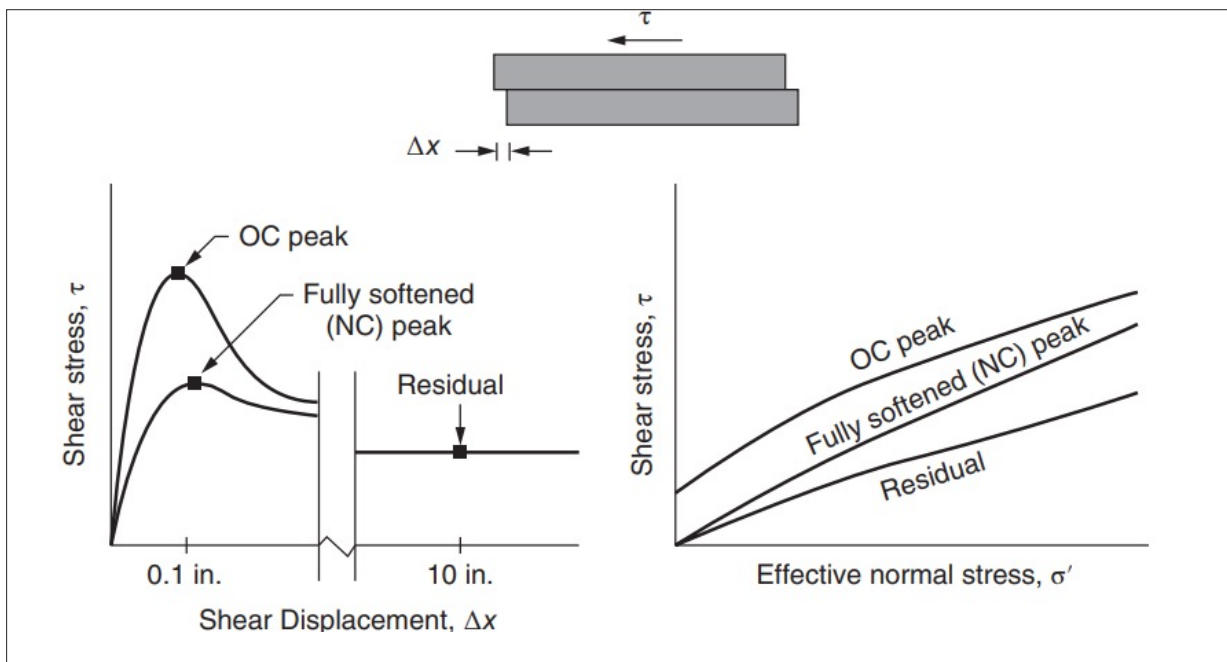 τ
Δx
OC peak
Fully softened
(NC) peak
Residual
Shear stress, τ
0.1 in.
10 in.
Shear Displacement, Δx
OC peak
Fully softened (NC) peak
Residual
Shear stress, τ
Effective normal stress, σ′